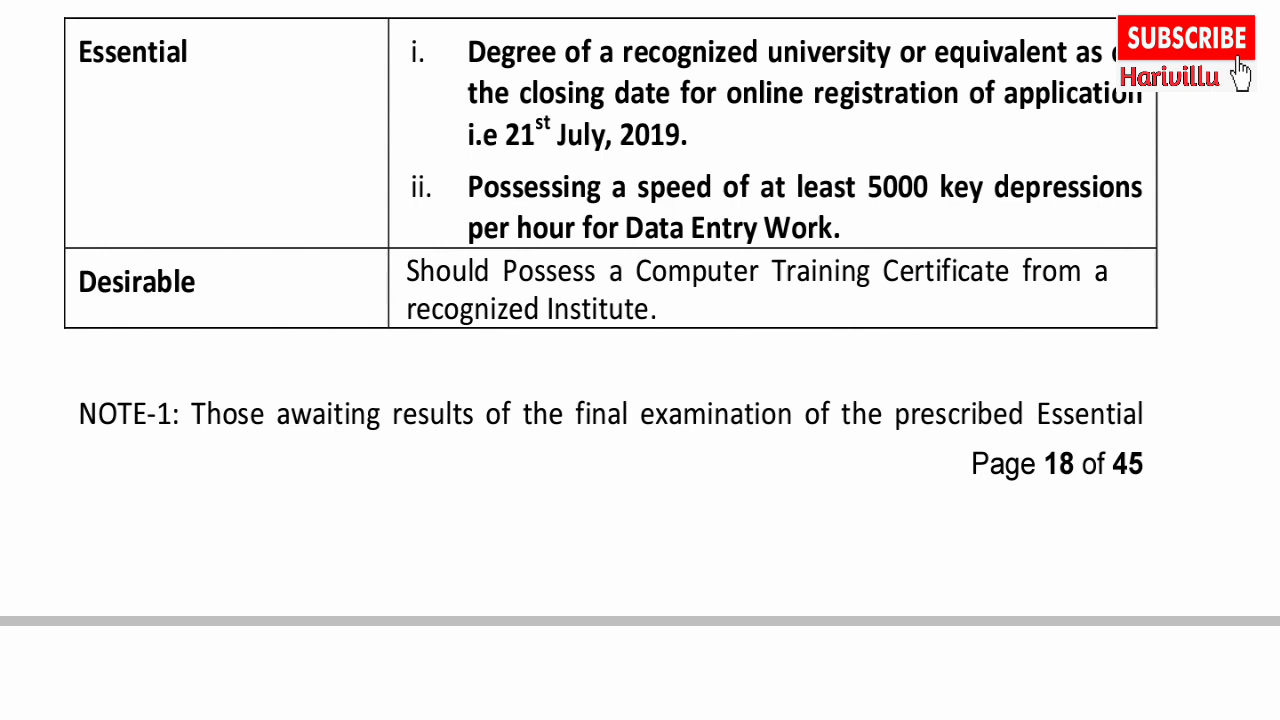 Essential
i. Degree of a recognized university or equivalent as
the closing date for online registration of application
i.e 21st July, 2019.
ii. Possessing a speed of at least 5000 key depressions
per hour for Data Entry Work.
Desirable
Should Possess a Computer Training Certificate from a
recognized Institute.
NOTE-1: Those awaiting results of the final examination of the prescribed Essential
Page 18 of 45
SUBSCRIBE
Harivillu